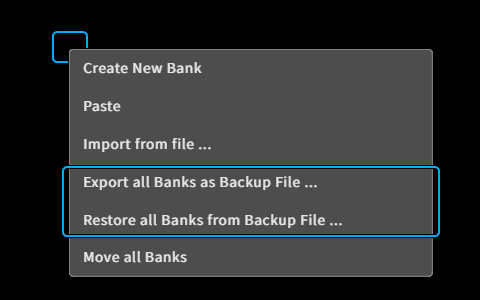 Create New Bank
Paste
Import from file ...
Export all Banks as Backup File ...
Restore all Banks from Backup File ...
Move all Banks